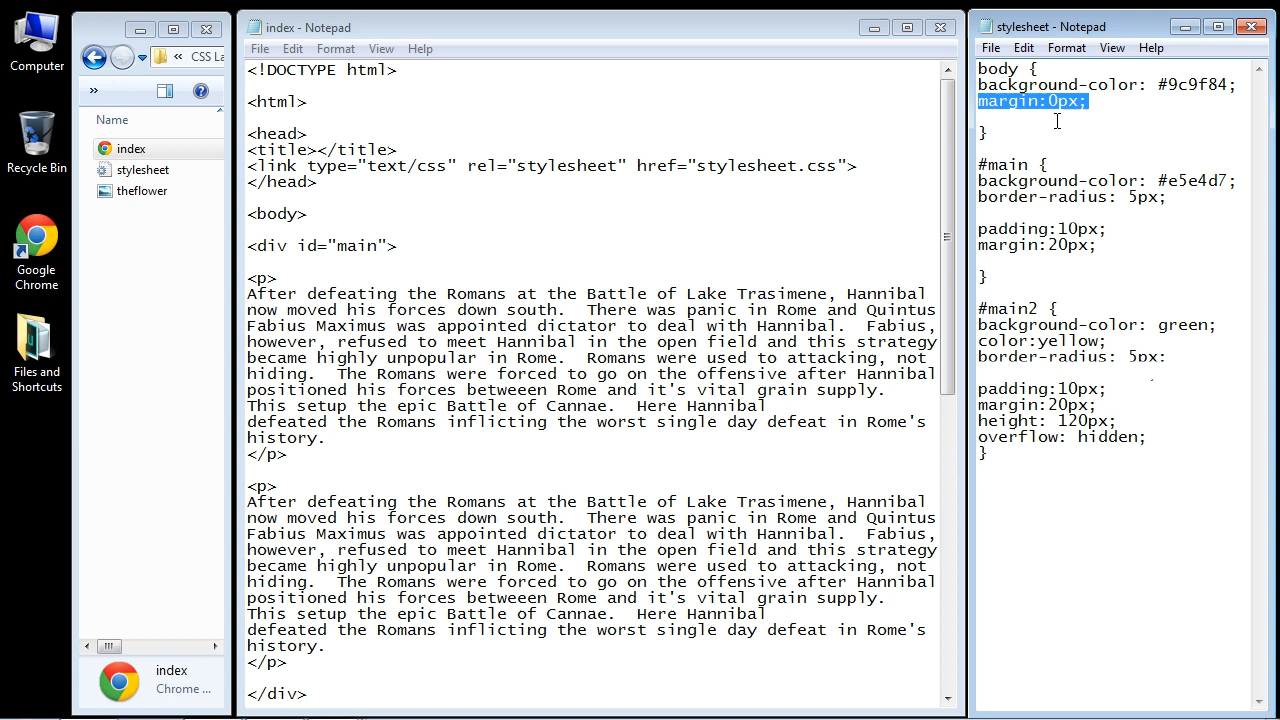 Computer
Recycle Bin
Google
Chrome
Files and
Shortcuts
« CSS La
»
Name
index
stylesheet
theflower
index
Chrome ...
index - Notepad
File Edit Format View Help
<!DOCTYPE html>
<html>
<head>
<title></title>
<link type="text/css" rel="stylesheet" href="stylesheet.css">
</head>
<body>
<div id="main">
<p>
After defeating the Romans at the Battle of Lake Trasimene, Hannibal
now moved his forces down south.  There was panic in Rome and Quintus
Fabius Maximus was appointed dictator to deal with Hannibal.  Fabius,
however, refused to meet Hannibal in the open field and this strategy
became highly unpopular in Rome.  Romans were used to attacking, not
hiding.  The Romans were forced to go on the offensive after Hannibal
positioned his forces betweeen Rome and it's vital grain supply.
This setup the epic Battle of Cannae.  Here Hannibal
defeated the Romans inflicting the worst single day defeat in Rome's
history.
</p>
<p>
After defeating the Romans at the Battle of Lake Trasimene, Hannibal
now moved his forces down south.  There was panic in Rome and Quintus
Fabius Maximus was appointed dictator to deal with Hannibal.  Fabius,
however, refused to meet Hannibal in the open field and this strategy
became highly unpopular in Rome.  Romans were used to attacking, not
hiding.  The Romans were forced to go on the offensive after Hannibal
positioned his forces betweeen Rome and it's vital grain supply.
This setup the epic Battle of Cannae.  Here Hannibal
defeated the Romans inflicting the worst single day defeat in Rome's
history.
</p>
</div>
stylesheet - Notepad
File Edit Format View Help
body {
background-color: #9c9f84;
margin:0px;
}
#main {
background-color: #e5e4d7;
border-radius: 5px;
padding:10px;
margin:20px;
}
#main2 {
background-color: green;
color:yellow;
border-radius: 5px:
padding:10px;
margin:20px;
height: 120px;
overflow: hidden;
}